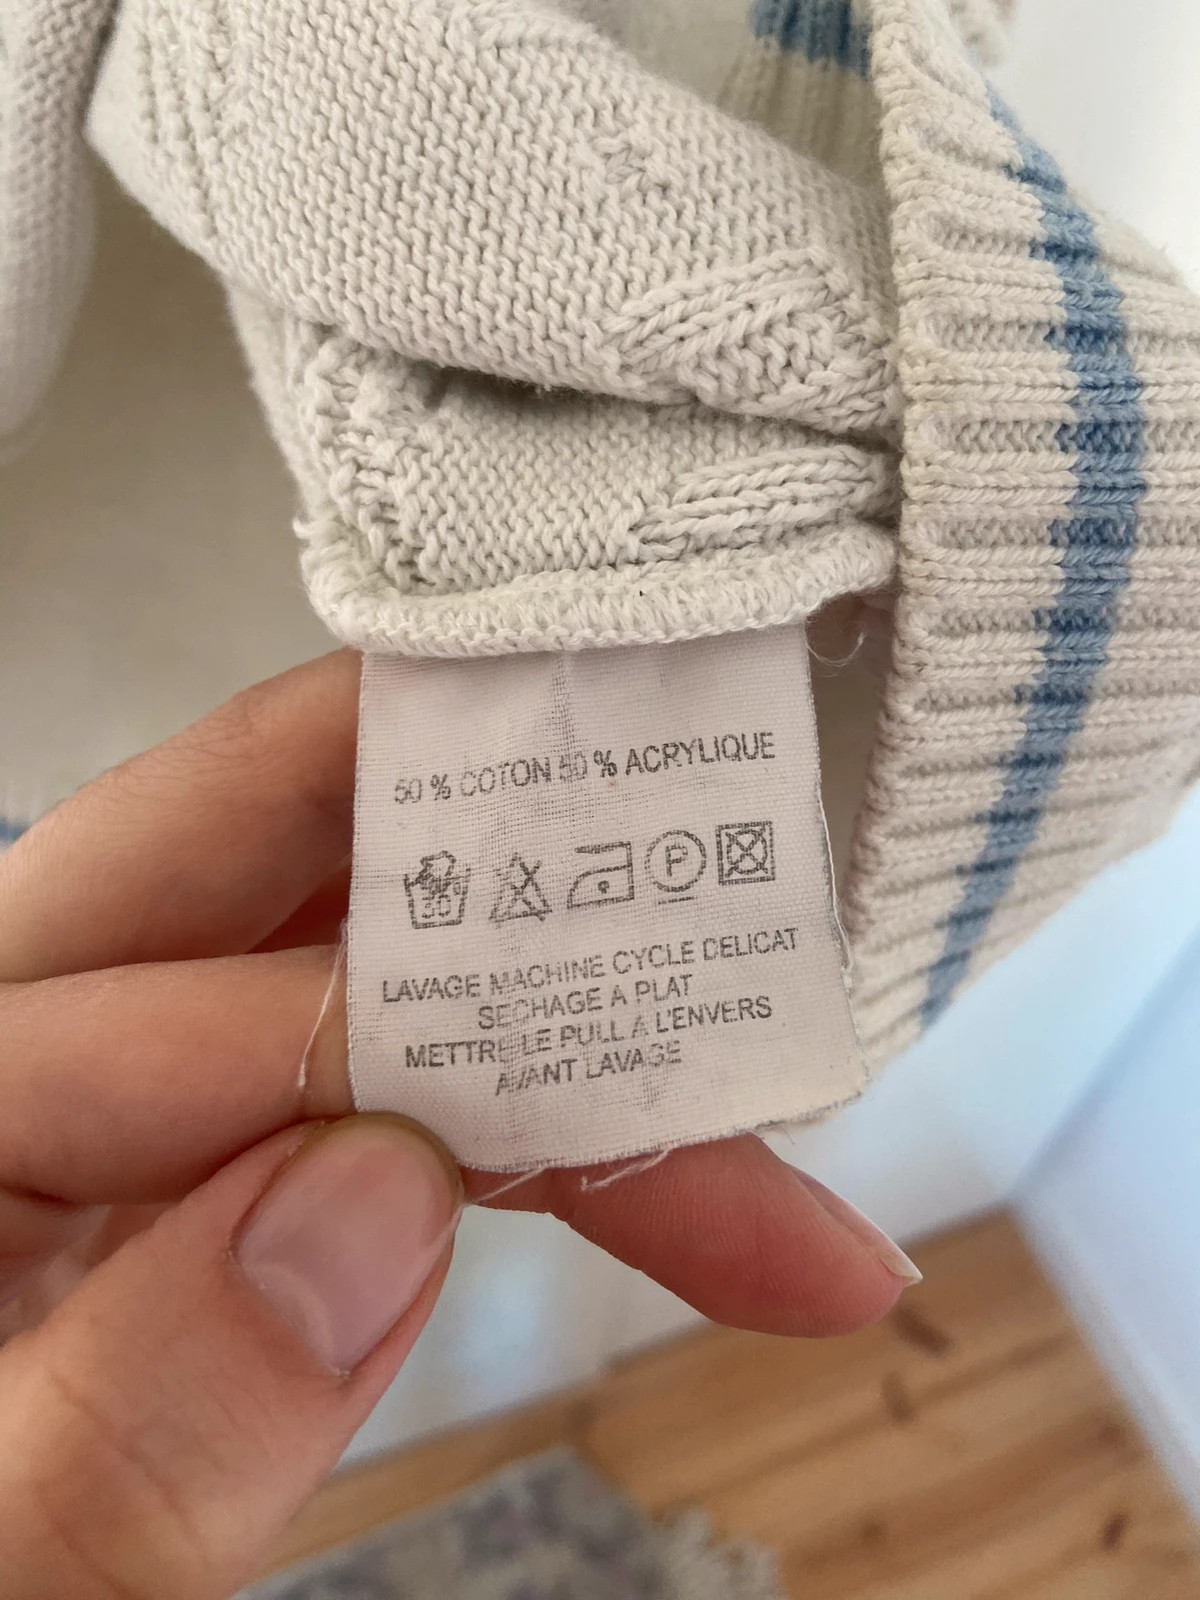 50 % COTON 50 % ACRYLIQUE
30°
P
LAVAGE MACHINE CYCLE DELICAT
SECHAGE A PLAT
METTRE LE PULL A L'ENVERS
AVANT LAVAGE